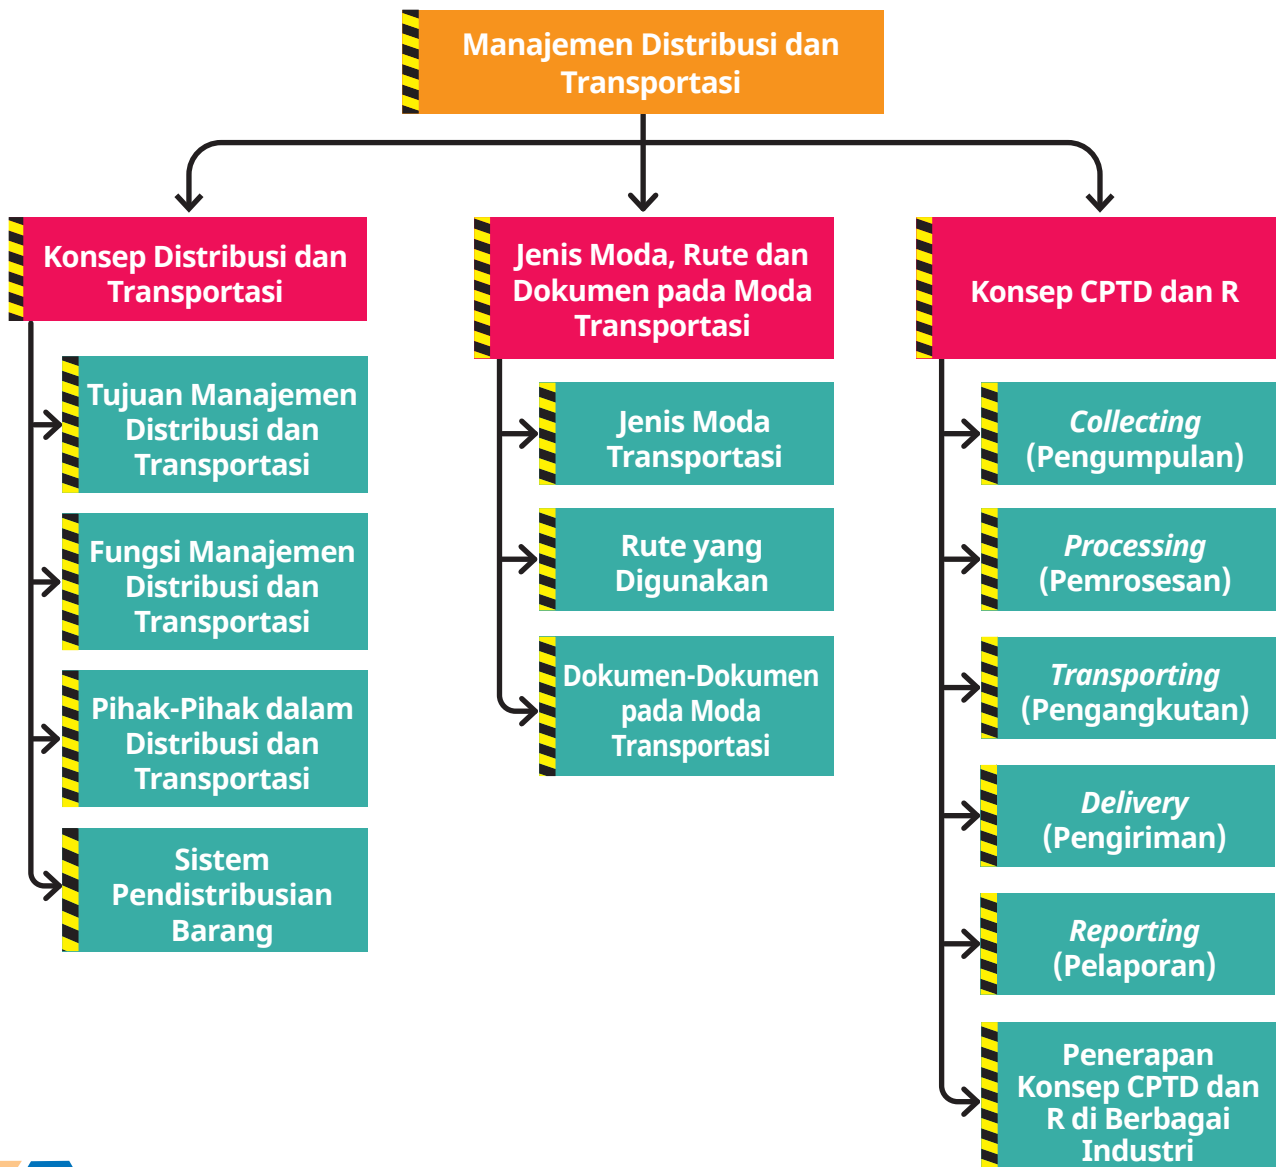 Manajemen Distribusi dan
Transportasi
Konsep Distribusi dan
Transportasi
Tujuan Manajemen
Distribusi dan
Transportasi
Fungsi Manajemen
Distribusi dan
Transportasi
Pihak-Pihak dalam
Distribusi dan
Transportasi
Sistem
Pendistribusian
Barang
Jenis Moda, Rute dan
Dokumen pada Moda
Transportasi
Jenis Moda
Transportasi
Rute yang
Digunakan
Dokumen-Dokumen
pada Moda
Transportasi
Konsep CPTD dan R
Collecting
(Pengumpulan)
Processing
(Pemrosesan)
Transporting
(Pengangkutan)
Delivery
(Pengiriman)
Reporting
(Pelaporan)
Penerapan
Konsep CPTD dan
R di Berbagai
Industri